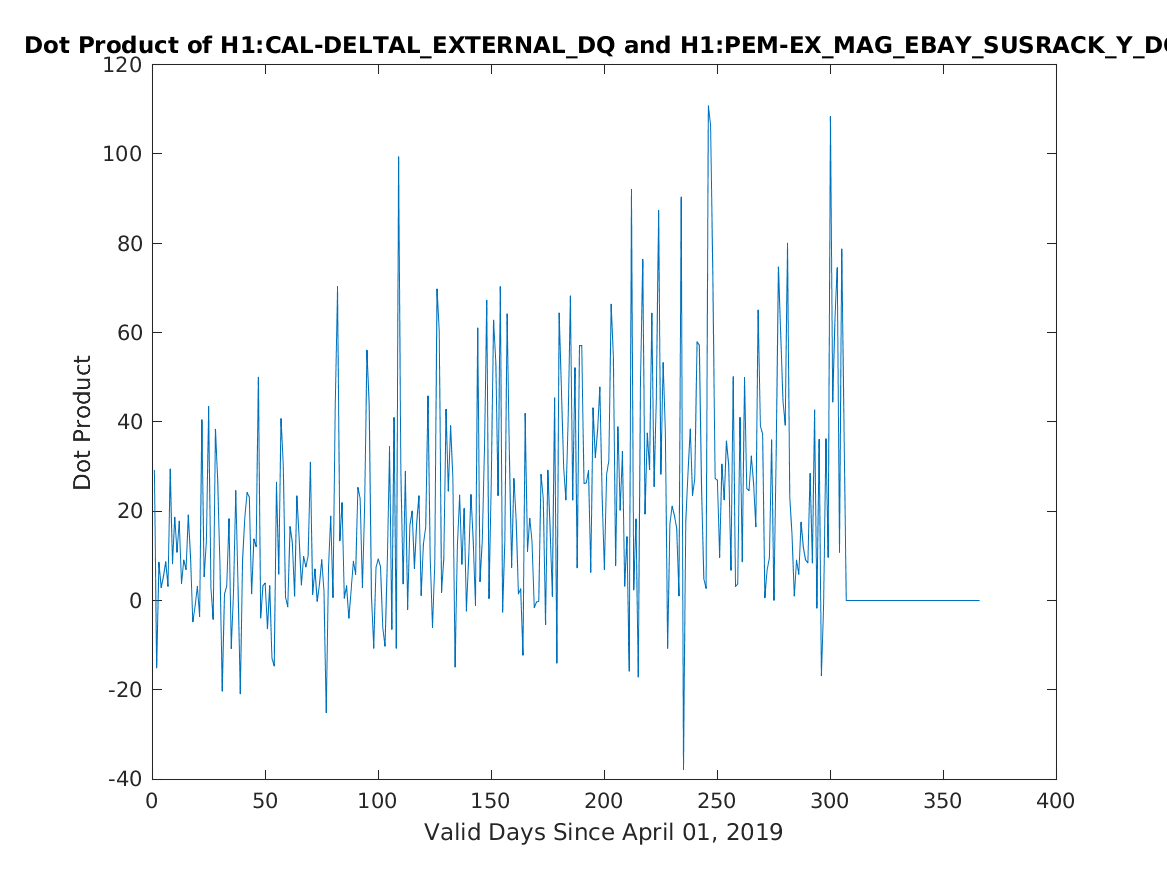 Dot Product of H1:CAL-DELTAL_EXTERNAL_DQ and H1:PEM-EX_MAG_EBAY_SUSRACK_Y_DQ
120
100
80
60
40
20
0
-20
-40
Dot Product
0 50 100 150 200 250 300 350 400
Valid Days Since April 01, 2019